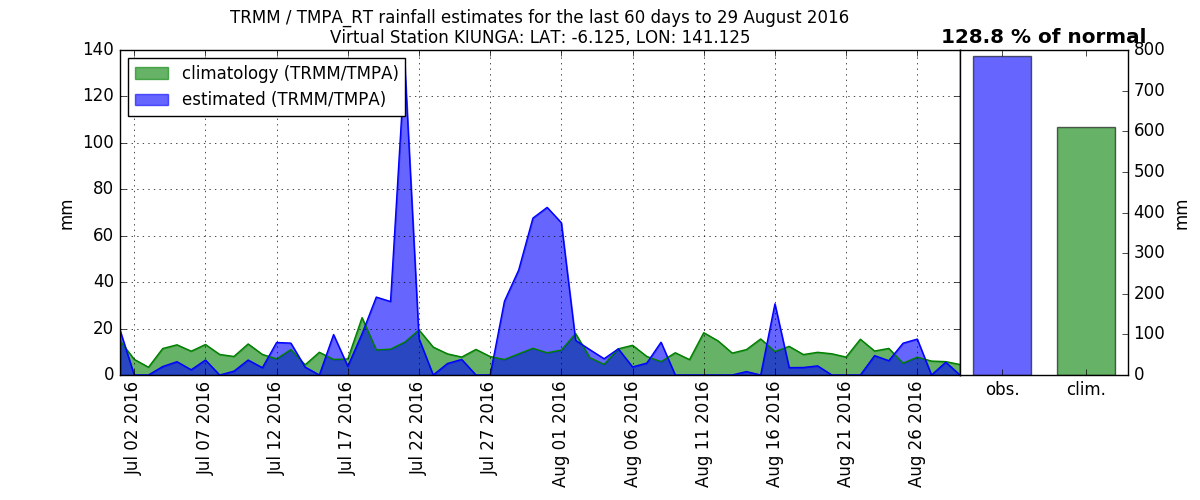 TRMM / TMPA_RT rainfall estimates for the last 60 days to 29 August 2016
Virtual Station KIUNGA: LAT: -6.125, LON: 141.125
128.8 % of normal
climatology (TRMM/TMPA)
estimated (TRMM/TMPA)
mm
140
120
100
80
60
40
20
0
Jul 02 2016
Jul 07 2016
Jul 12 2016
Jul 17 2016
Jul 22 2016
Jul 27 2016
Aug 01 2016
Aug 06 2016
Aug 11 2016
Aug 16 2016
Aug 21 2016
Aug 26 2016
obs.
clim.
800
700
600
500
400
300
200
100
0
mm